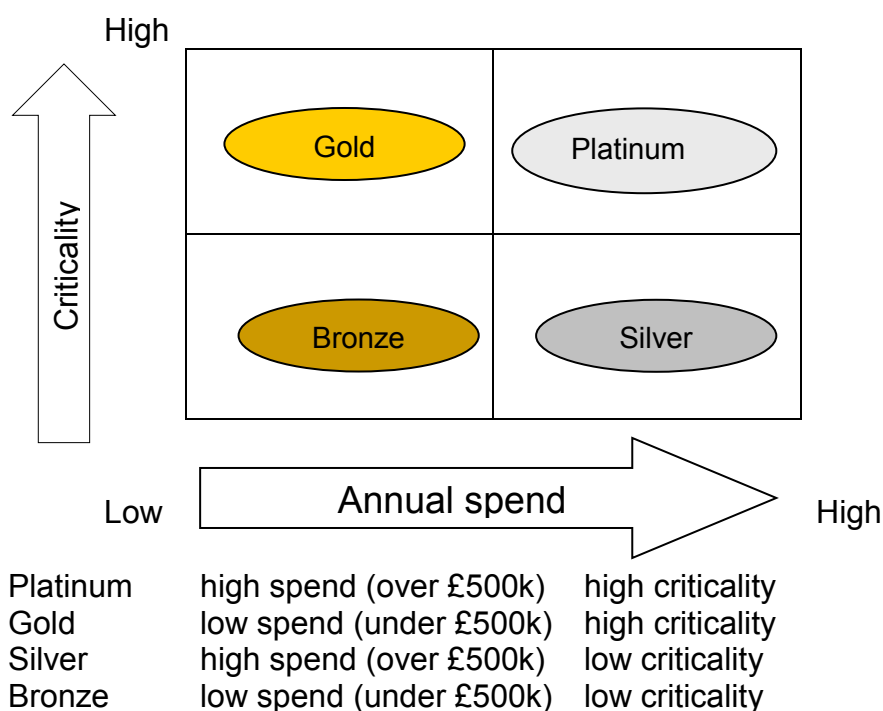 High
Gold Platinum
Criticality
Bronze Silver
Annual spend
Low High
Platinum high spend (over £500k) high criticality
Gold low spend (under £500k) high criticality
Silver high spend (over £500k) low criticality
Bronze low spend (under £500k) low criticality